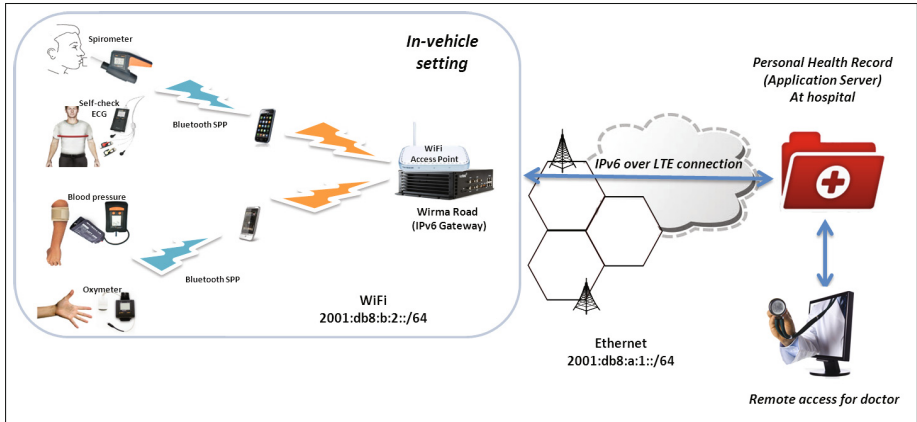 Spirometer
In-vehicle
setting
Self-check
ECG
Bluetooth SPP
WiFi
Access Point
Wirma Road
(IPv6 Gateway)
Blood pressure
Bluetooth SPP
Oxymeter
WiFi
2001:db8:b:2::/64
IPv6 over LTE connection
Ethernet
2001:db8:a:1::/64
Personal Health Record
(Application Server)
At hospital
Remote access for doctor